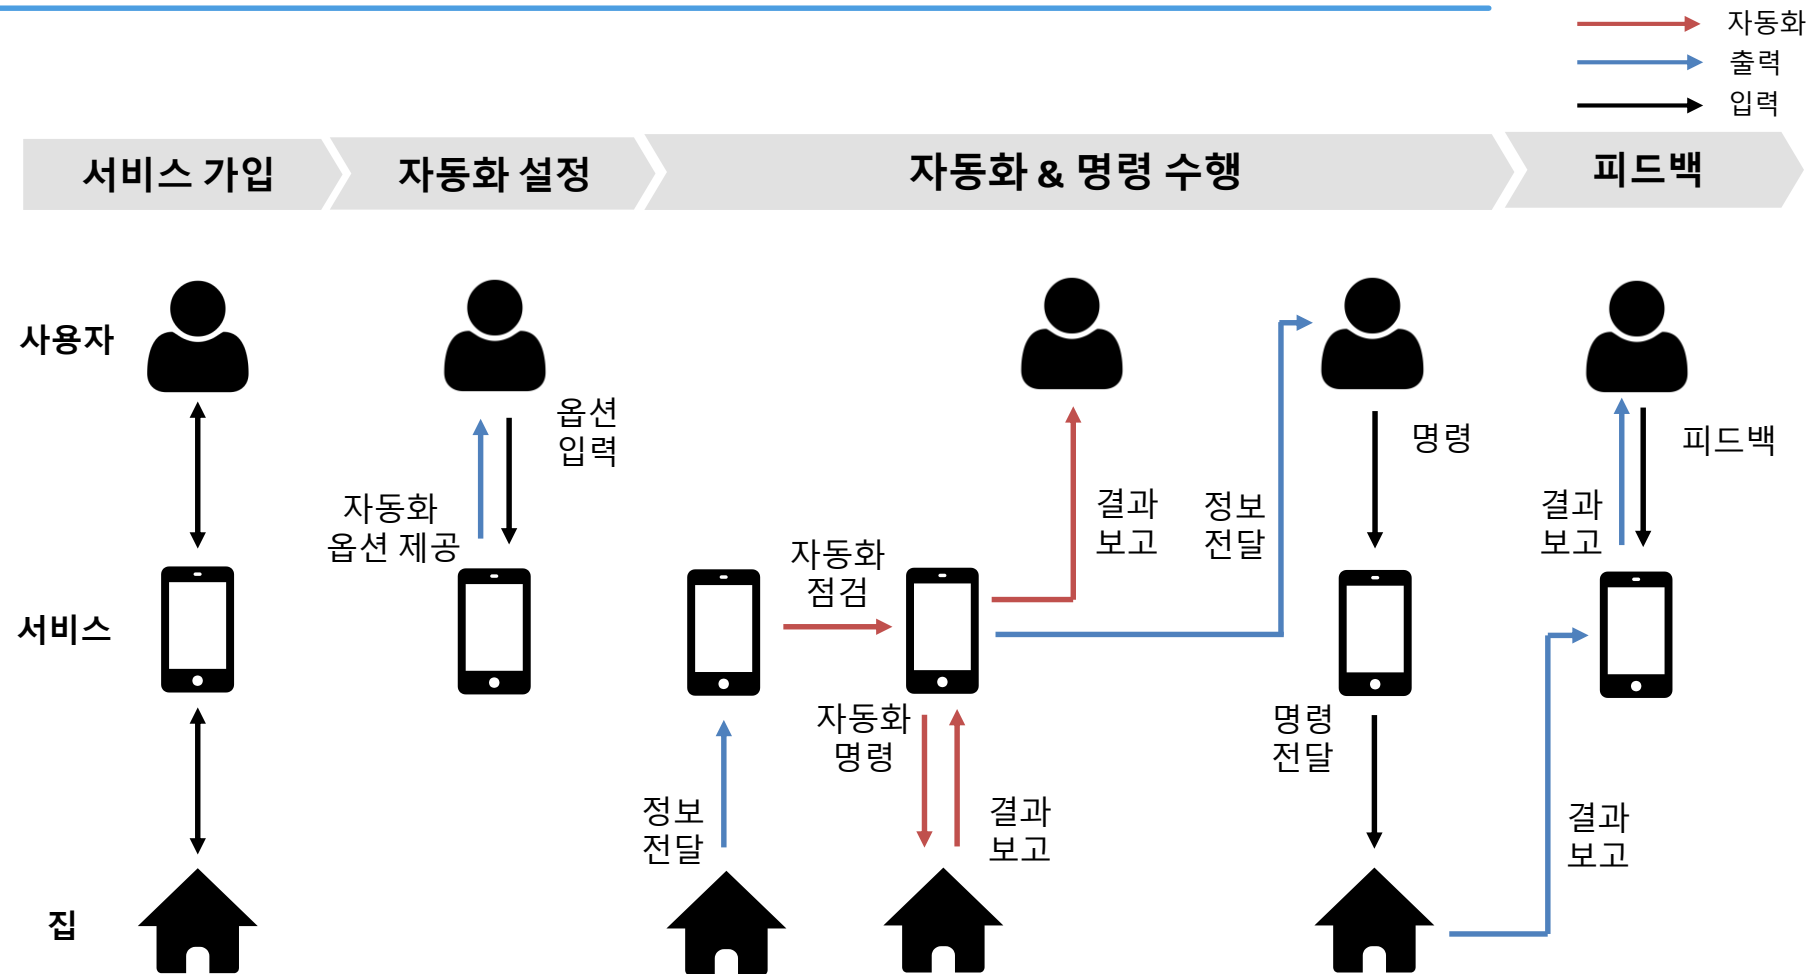 자동화
출력
입력
서비스 가입
자동화 설정
자동화 & 명령 수행
피드백
사용자
옵션
입력
자동화
옵션 제공
자동화
점검
결과
보고
정보
전달
명령
결과
보고
피드백
서비스
정보
전달
자동화
명령
결과
보고
명령
전달
결과
보고
집